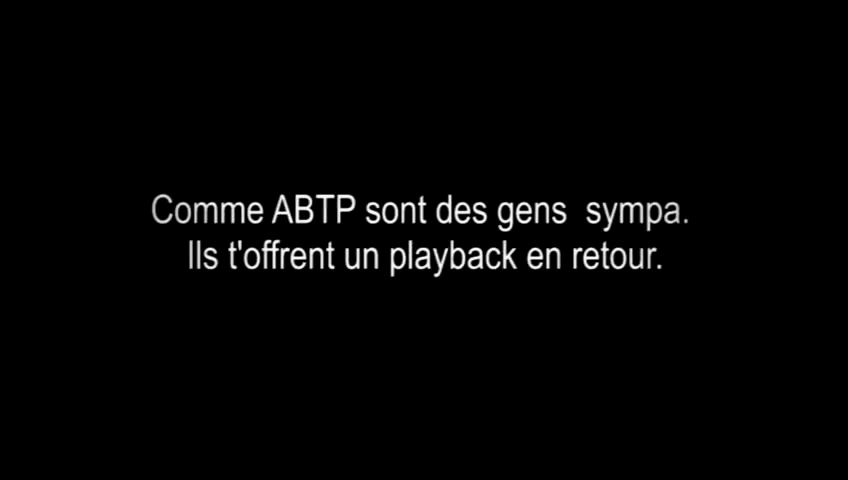 Comme ABTP sont des gens  sympa.
Ils t'offrent un playback en retour.